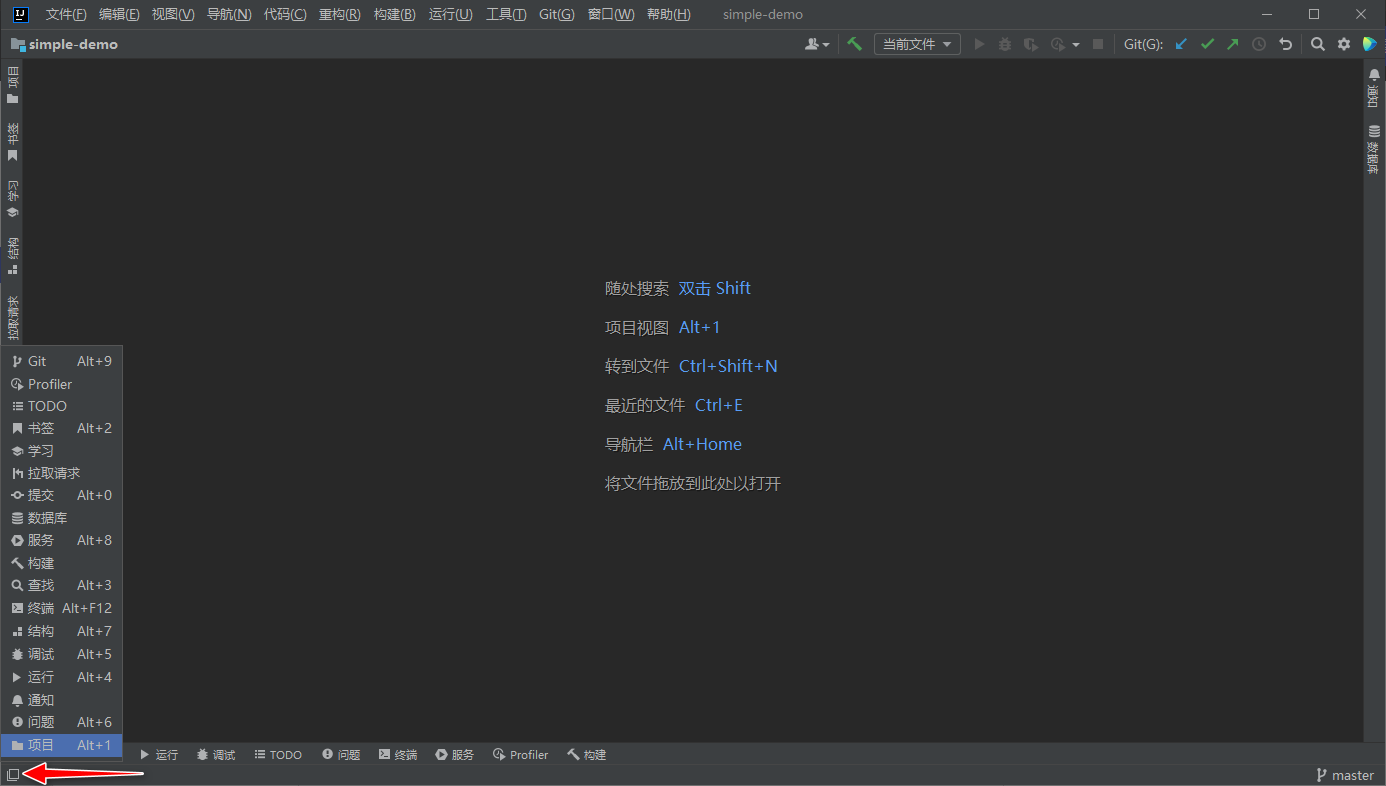 文件(F) 编辑(E) 视图(V) 导航(N) 代码(C) 重构(R) 构建(B) 运行(U) 工具(T) Git(G) 窗口(W) 帮助(H) simple-demo
simple-demo
当前文件
Git(G):
项目
书签
学习
结构
拉取请求
通知
数据库
随处搜索 双击 Shift
项目视图 Alt+1
转到文件 Ctrl+Shift+N
最近的文件 Ctrl+E
导航栏 Alt+Home
将文件拖放到此处以打开
Git Alt+9
Profiler
TODO
书签 Alt+2
学习
拉取请求
提交 Alt+0
数据库
服务 Alt+8
构建
查找 Alt+3
终端 Alt+F12
结构 Alt+7
调试 Alt+5
运行 Alt+4
通知
问题 Alt+6
项目 Alt+1
运行 调试 TODO 问题 终端 服务 Profiler 构建
master